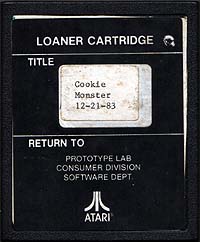 LOANER CARTRIDGE
TITLE
Cookie
Monster
12-21-83
RETURN TO
PROTOTYPE LAB
CONSUMER DIVISION
SOFTWARE DEPT.
ATARI